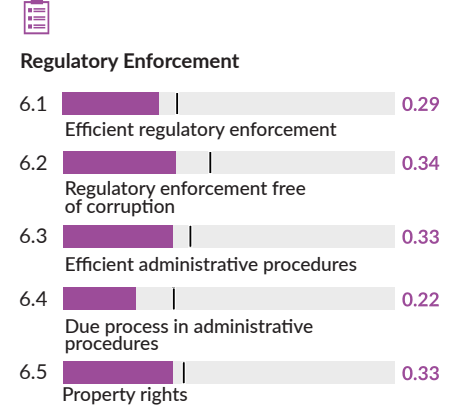 Regulatory Enforcement
6.1 0.29
Efficient regulatory enforcement
6.2 0.34
Regulatory enforcement free
of corruption
6.3 0.33
Efficient administrative procedures
6.4 0.22
Due process in administrative
procedures
6.5 0.33
Property rights